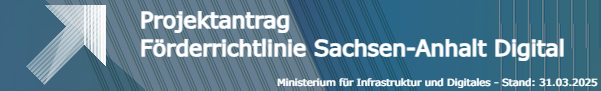 Projektantrag
Förderrichtlinie Sachsen-Anhalt Digital
Ministerium für Infrastruktur und Digitales - Stand: 31.03.2025